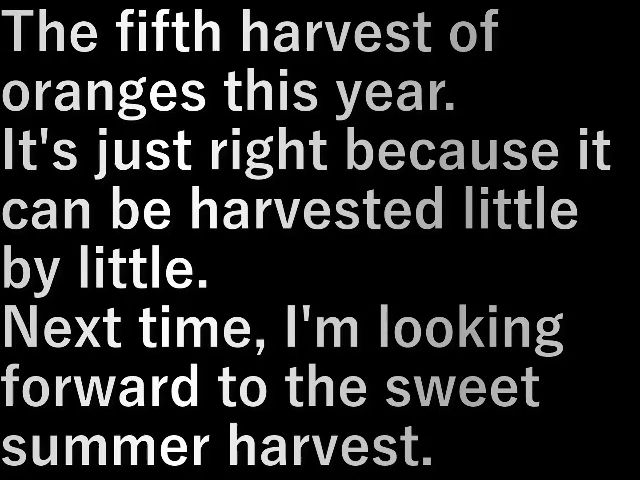 The fifth harvest of
oranges this year.
It's just right because it
can be harvested little
by little.
Next time, I'm looking
forward to the sweet
summer harvest.